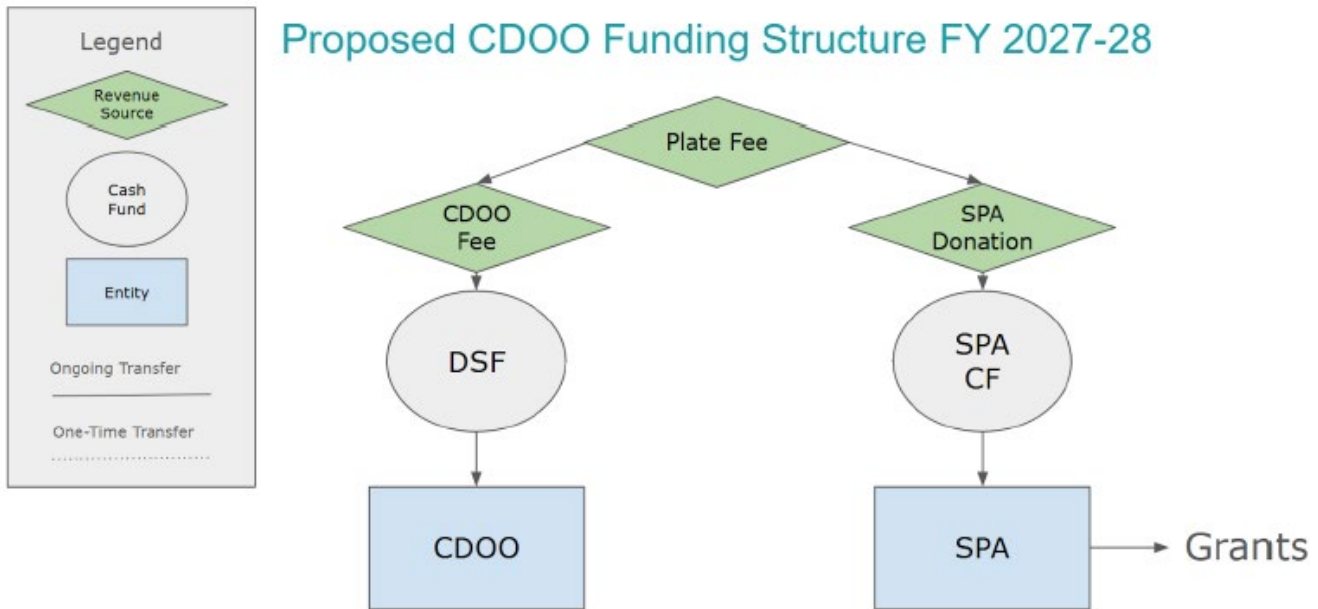 Legend
Revenue
Source
Cash
Fund
Entity
Ongoing Transfer
One-Time Transfer
Proposed CDOO Funding Structure FY 2027-28
Plate Fee
CDOO
Fee
SPA
Donation
DSF
SPA
CF
CDOO
SPA
Grants